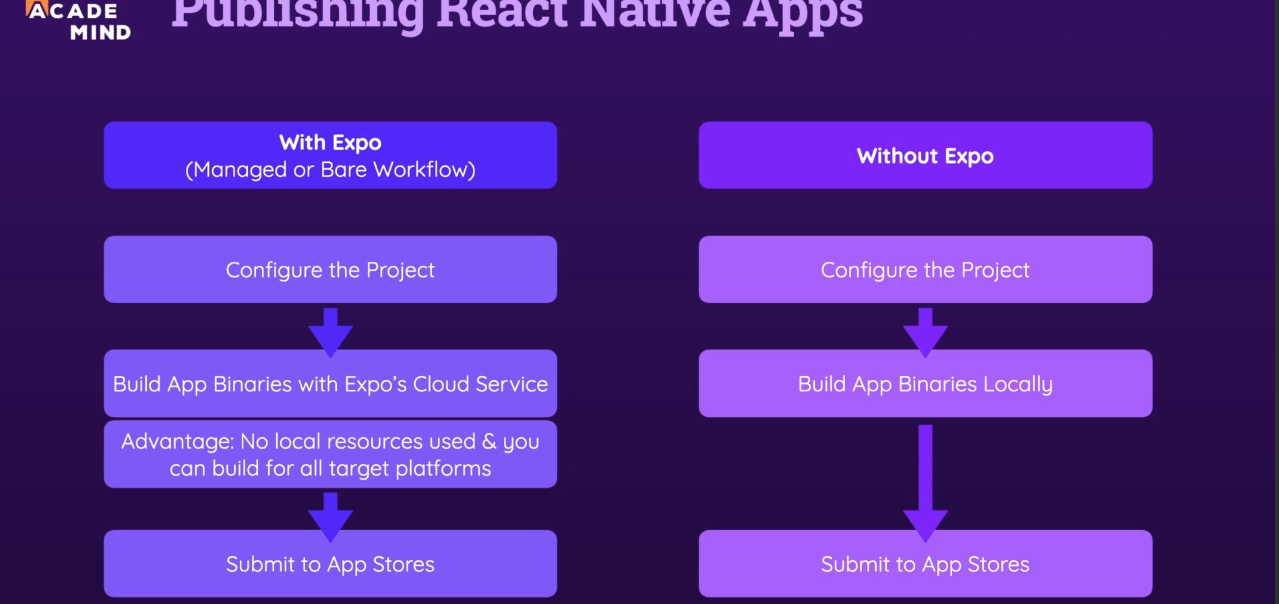 ACADE
MIND
Publishing React Native Apps
With Expo
(Managed or Bare Workflow)
Configure the Project
Build App Binaries with Expo’s Cloud Service
Advantage: No local resources used & you
can build for all target platforms
Submit to App Stores
Without Expo
Configure the Project
Build App Binaries Locally
Submit to App Stores